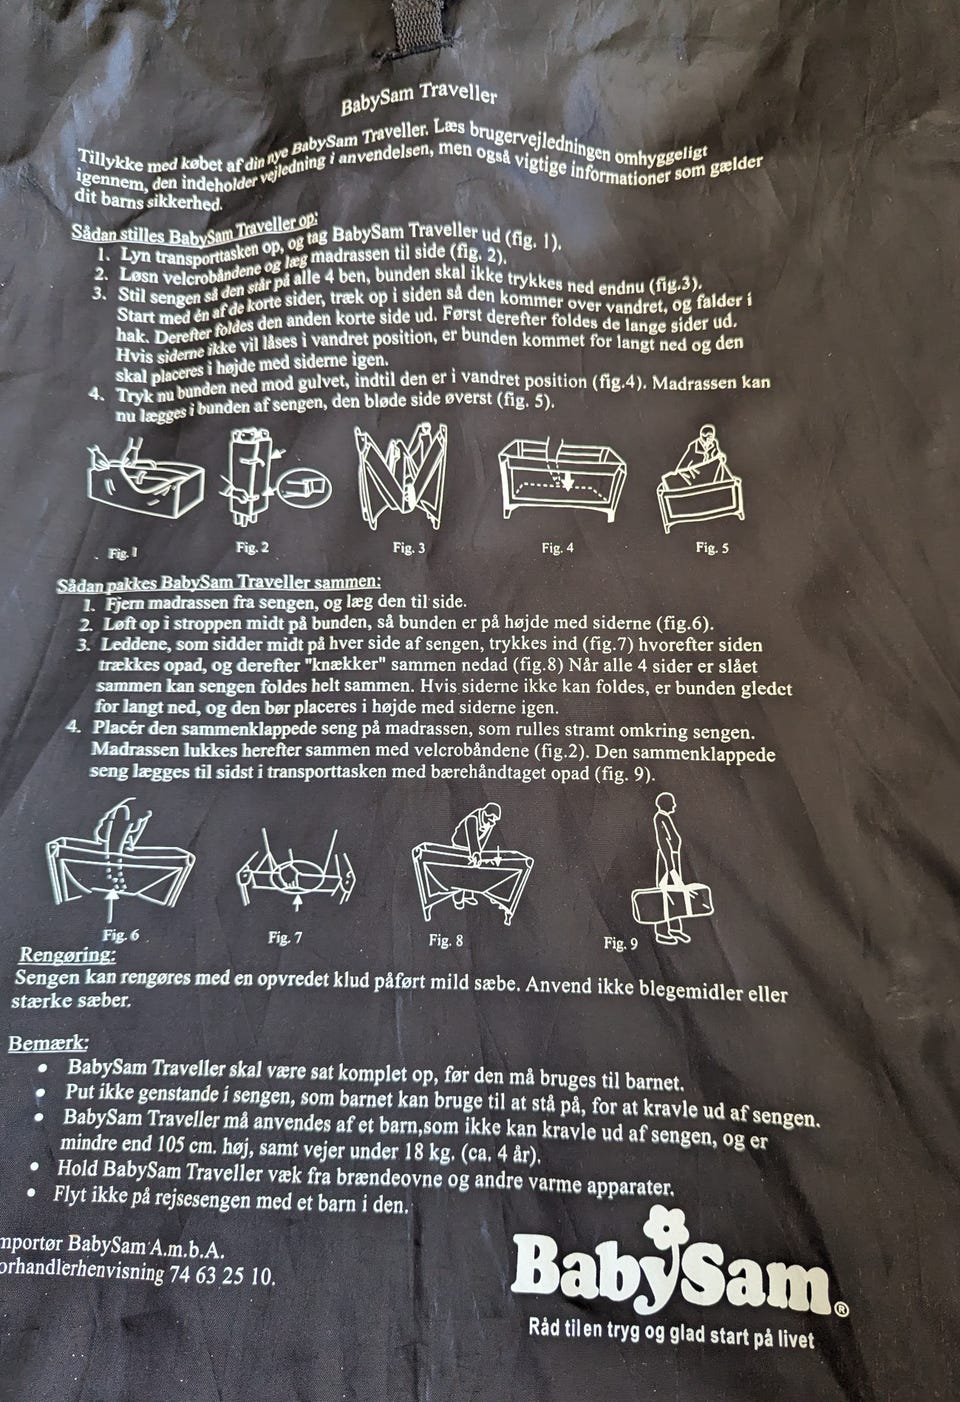 BabySam Traveller
Tillykke med købet af din nye BabySam Traveller. Læs brugervejledningen omhyggeligt
igennem, den indeholder vejledning i anvendelsen, men også vigtige informationer som gælder
dit barns sikkerhed.
Sådan stilles BabySam Traveller op:
1. Lyn transporttasken op, og tag BabySam Traveller ud (fig. 1).
2. Løsn velcrobåndene og læg madrassen til side (fig. 2).
3. Stil sengen så den står på alle 4 ben, bunden skal ikke trykkes ned endnu (fig.3).
Start med én af de korte sider, træk op i siden så den kommer over vandret, og falder i
hak. Derefter foldes den anden korte side ud. Først derefter foldes de lange sider ud.
Hvis siderne ikke vil låses i vandret position, er bunden kommet for langt ned og den
skal placeres i højde med siderne igen.
4. Tryk nu bunden ned mod gulvet, indtil den er i vandret position (fig.4). Madrassen kan
nu lægges i bunden af sengen, den bløde side øverst (fig. 5).
Fig. 1 Fig. 2 Fig. 3 Fig. 4 Fig. 5
Sådan pakkes BabySam Traveller sammen:
1. Fjern madrassen fra sengen, og læg den til side.
2. Løft op i stroppen midt på bunden, så bunden er på højde med siderne (fig.6).
3. Leddene, som sidder midt på hver side af sengen, trykkes ind (fig.7) hvorefter siden
trækkes opad, og derefter "knækker" sammen nedad (fig.8) Når alle 4 sider er slået
sammen kan sengen foldes helt sammen. Hvis siderne ikke kan foldes, er bunden gledet
for langt ned, og den bør placeres i højde med siderne igen.
4. Placér den sammenklappede seng på madrassen, som rulles stramt omkring sengen.
Madrassen lukkes herefter sammen med velcrobåndene (fig.2). Den sammenklappede
seng lægges til sidst i transporttasken med bærehåndtaget opad (fig. 9).
Fig. 6 Fig. 7 Fig. 8 Fig. 9
Rengøring:
Sengen kan rengøres med en opvredet klud påført mild sæbe. Anvend ikke blegemidler eller
stærke sæber.
Bemærk:
• BabySam Traveller skal være sat komplet op, før den må bruges til barnet.
• Put ikke genstande i sengen, som barnet kan bruge til at stå på, for at kravle ud af sengen.
• BabySam Traveller må anvendes af et barn,som ikke kan kravle ud af sengen, og er
mindre end 105 cm. høj, samt vejer under 18 kg. (ca. 4 år).
• Hold BabySam Traveller væk fra brændeovne og andre varme apparater.
• Flyt ikke på rejsesengen med et barn i den.
mportør BabySam A.m.b.A.
orhandlerhenvisning 74 63 25 10.
BabySam®
Råd til en tryg og glad start på livet